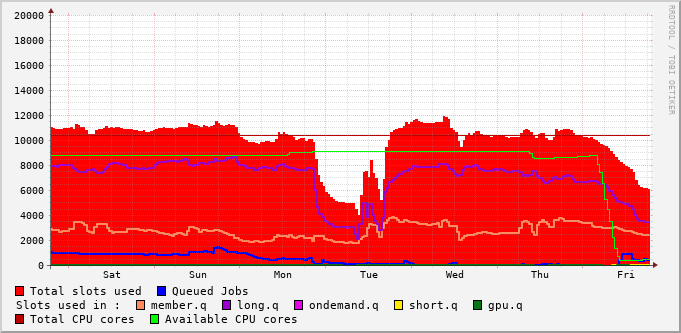 20000
18000
16000
14000
12000
10000
8000
6000
4000
2000
0
Sat Sun Mon Tue Wed Thu Fri
RRDTOOL / TOBI OETIKER
Total slots used Queued Jobs
Slots used in : member.q long.q ondemand.q short.q gpu.q
Total CPU cores Available CPU cores